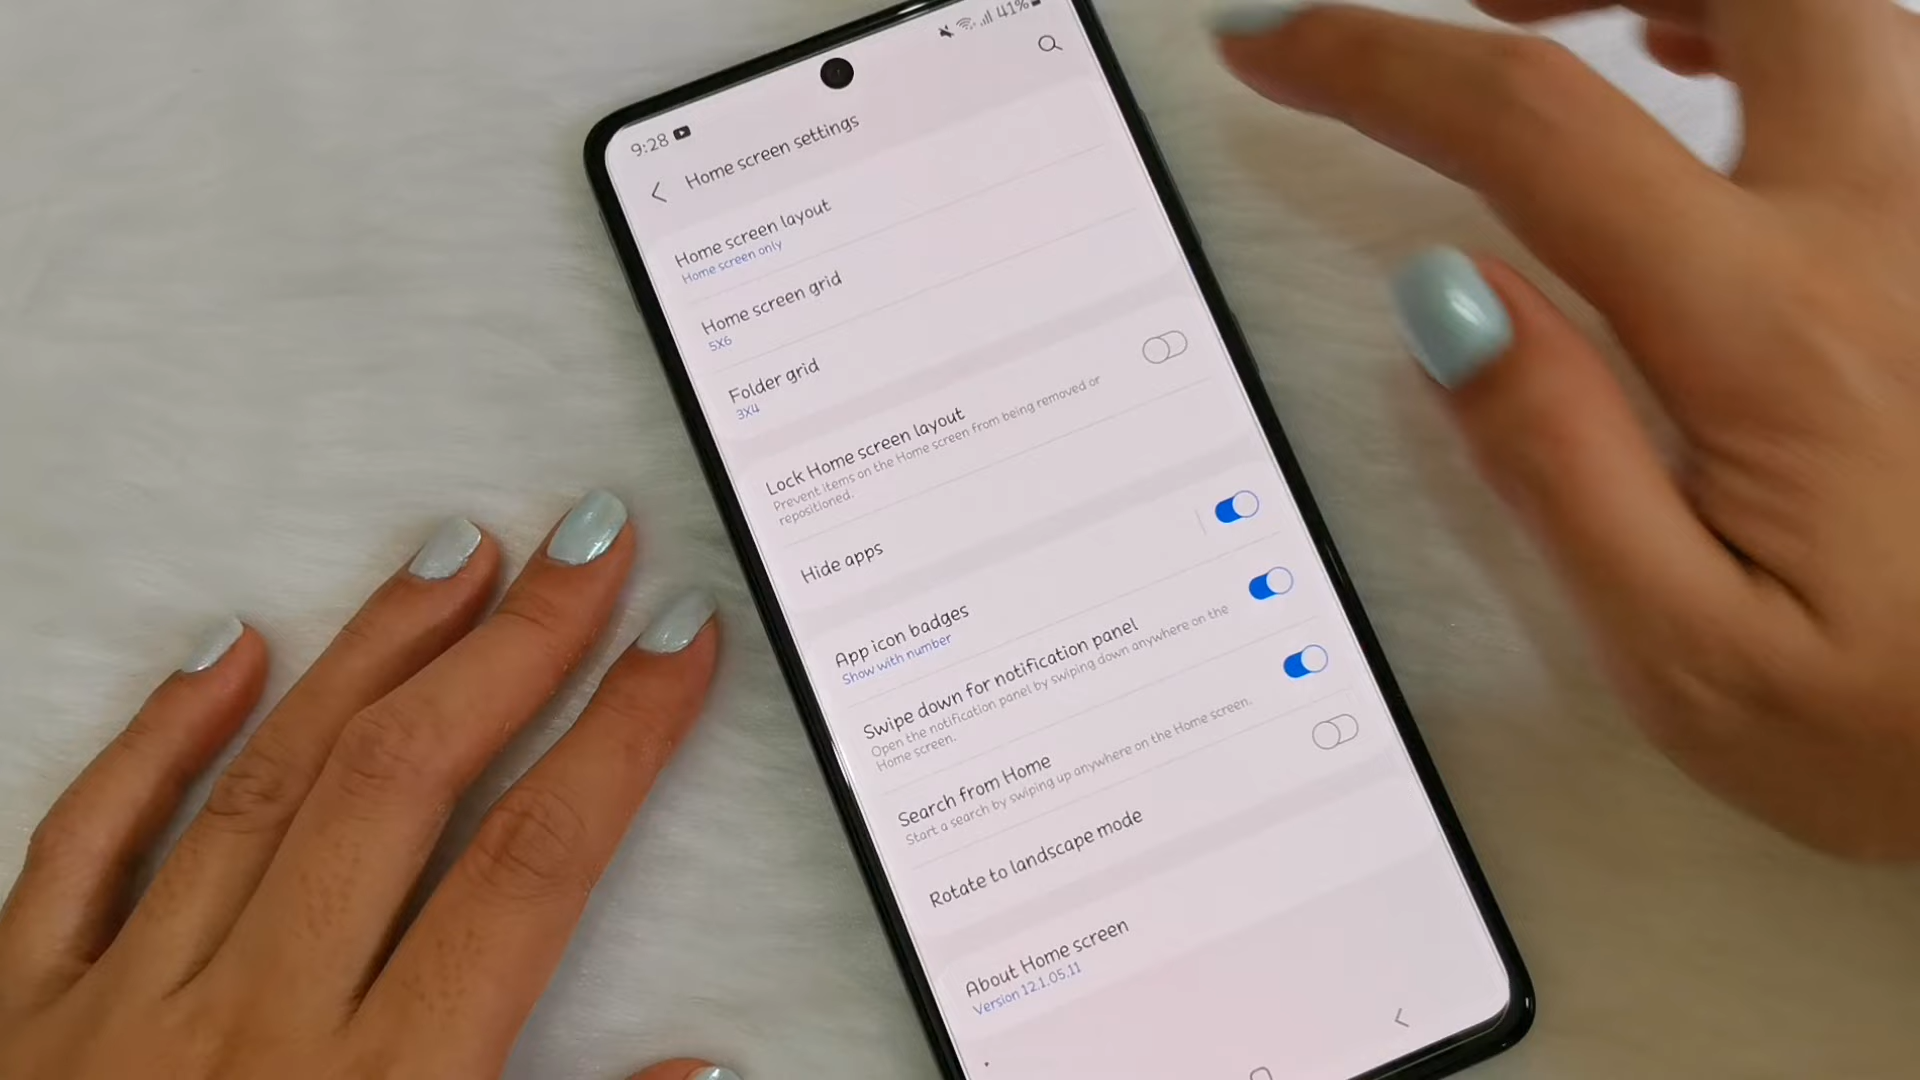 9:28
41%
Home screen settings
Home screen layout
Home screen only
Home screen grid
5X6
Folder grid
3X4
Lock Home screen layout
Prevent items on the Home screen from being removed or
repositioned.
Hide apps
App icon badges
Show with number
Swipe down for notification panel
Open the notification panel by swiping down anywhere on the
Home screen.
Search from Home
Start a search by swiping up anywhere on the Home screen.
Rotate to landscape mode
About Home screen
Version 12.1.05.11